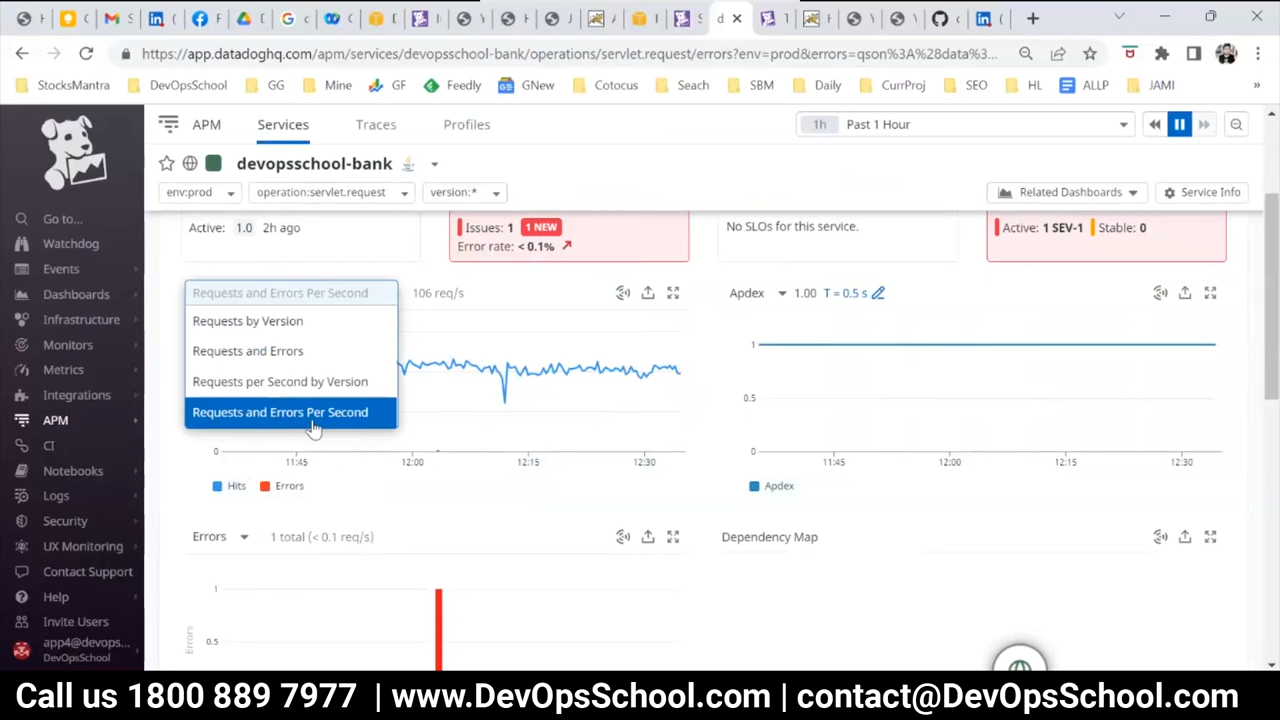 https://app.datadoghq.com/apm/services/devopsschool-bank/operations/servlet.request/errors?env=prod&errors=qson%3A%28data%3...
StocksMantra DevOpsSchool GG Mine GF Feedly GNew Cotocus Seach SBM Daily CurrProj SEO HL ALLP JAMI »
APM Services Traces Profiles 1h Past 1 Hour
devopsschool-bank
env:prod operation:servlet.request version:* Related Dashboards Service Info
Active: 1.0 2h ago
Issues: 1 1 NEW
Error rate: < 0.1%
No SLOs for this service.
Active: 1 SEV-1 Stable: 0
Go to...
Watchdog
Events
Dashboards
Infrastructure
Monitors
Metrics
Integrations
APM
CI
Notebooks
Logs
Security
UX Monitoring
Contact Support
Help
Invite Users
app4@devops...
DevOpsSchool
Requests and Errors Per Second 106 req/s
Requests by Version
Requests and Errors
Requests per Second by Version
Requests and Errors Per Second
0
11:45 12:00 12:15 12:30
Hits Errors
Apdex 1.00 T = 0.5 s
1
0.5
0
11:45 12:00 12:15 12:30
Apdex
Errors 1 total (< 0.1 req/s)
1
0.5
Errors
Dependency Map
Call us 1800 889 7977 | www.DevOpsSchool.com | contact@DevOpsSchool.com